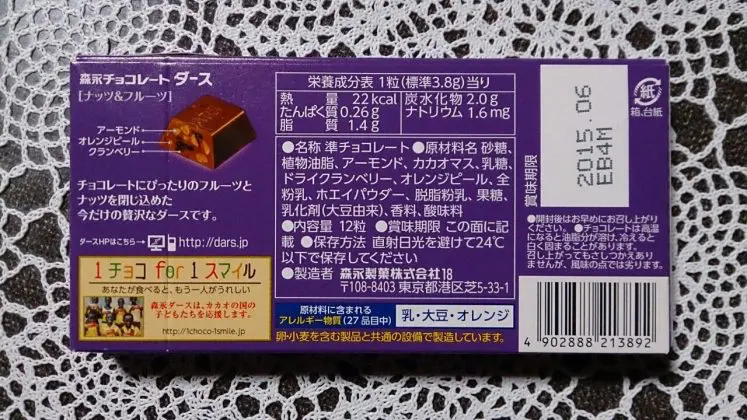 森永チョコレート ダース
[ナッツ&フルーツ]
アーモンド
オレンジピール
クランベリー
チョコレートにぴったりのフルーツと
ナッツを閉じ込めた
今だけの贅沢なダースです。
ダースHPはこちら→ http://dars.jp
1チョコ for 1スマイル
あなたが食べると、もう一人がうれしい
森永ダースは、カカオの国の
子どもたちを応援します。
http://1choco-1smile.jp
栄養成分表 1粒(標準3.8g)当り
熱量 22kcal 炭水化物 2.0g
たんぱく質 0.26g ナトリウム 1.6mg
脂質 1.4g
●名称 準チョコレート ●原材料名 砂糖、
植物油脂、アーモンド、カカオマス、乳糖、
ドライクランベリー、オレンジピール、全
粉乳、ホエイパウダー、脱脂粉乳、果糖、
乳化剤(大豆由来)、香料、酸味料
●内容量 12粒 ●賞味期限 この面に記
載 ●保存方法 直射日光を避けて24℃
以下で保存してください
●製造者 森永製菓株式会社18
〒108-8403 東京都港区芝5-33-1
原材料に含まれる
アレルギー物質(27品目中)
乳・大豆・オレンジ
卵・小麦を含む製品と共通の設備で製造しています。
賞味期限
2015.06
EB4M
紙
箱、台紙
●開封後はお早めにお召し上がり
ください。 ●チョコレートは高温
になると油脂分が溶け、冷えると
白く固まることがあります。
召し上がってもさしつかえあり
ませんが、風味の点では劣ります。
4 902888 213892